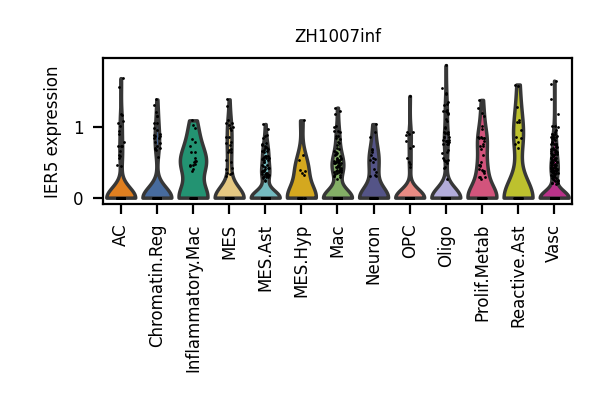 ZH1007inf
IER5 expression
1
0
AC
Chromatin.Reg
Inflammatory.Mac
MES
MES.Ast
MES.Hyp
Mac
Neuron
OPC
Oligo
Prolif.Metab
Reactive.Ast
Vasc